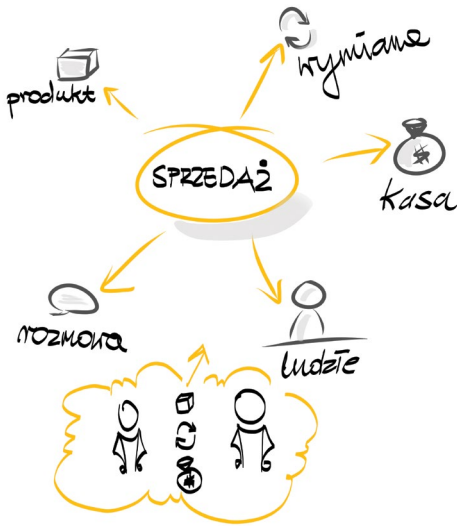 wymiana
produkt
SPRZEDAŻ
$
kasa
rozmowa
ludzie
$